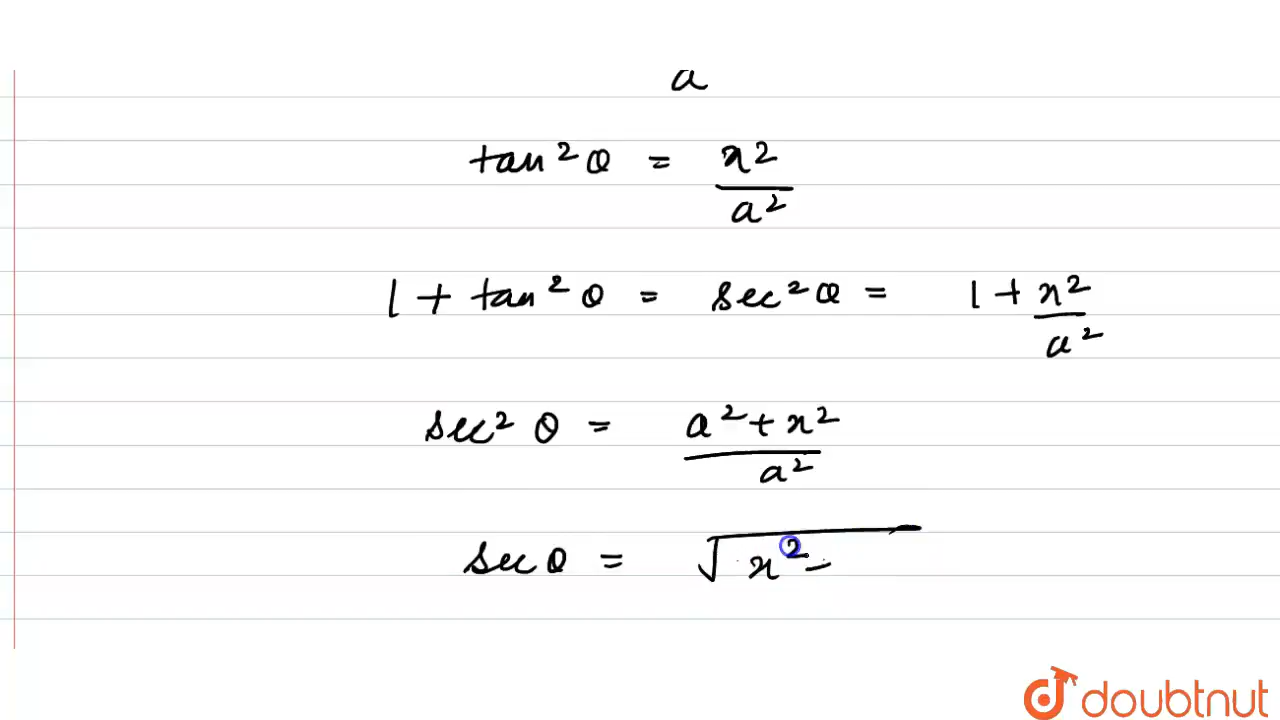 a
tan²θ = x²/a²
1 + tan²θ = sec²θ = 1 + x²/a²
sec²θ = a² + x²/a²
secθ = √x² –
doubtnut